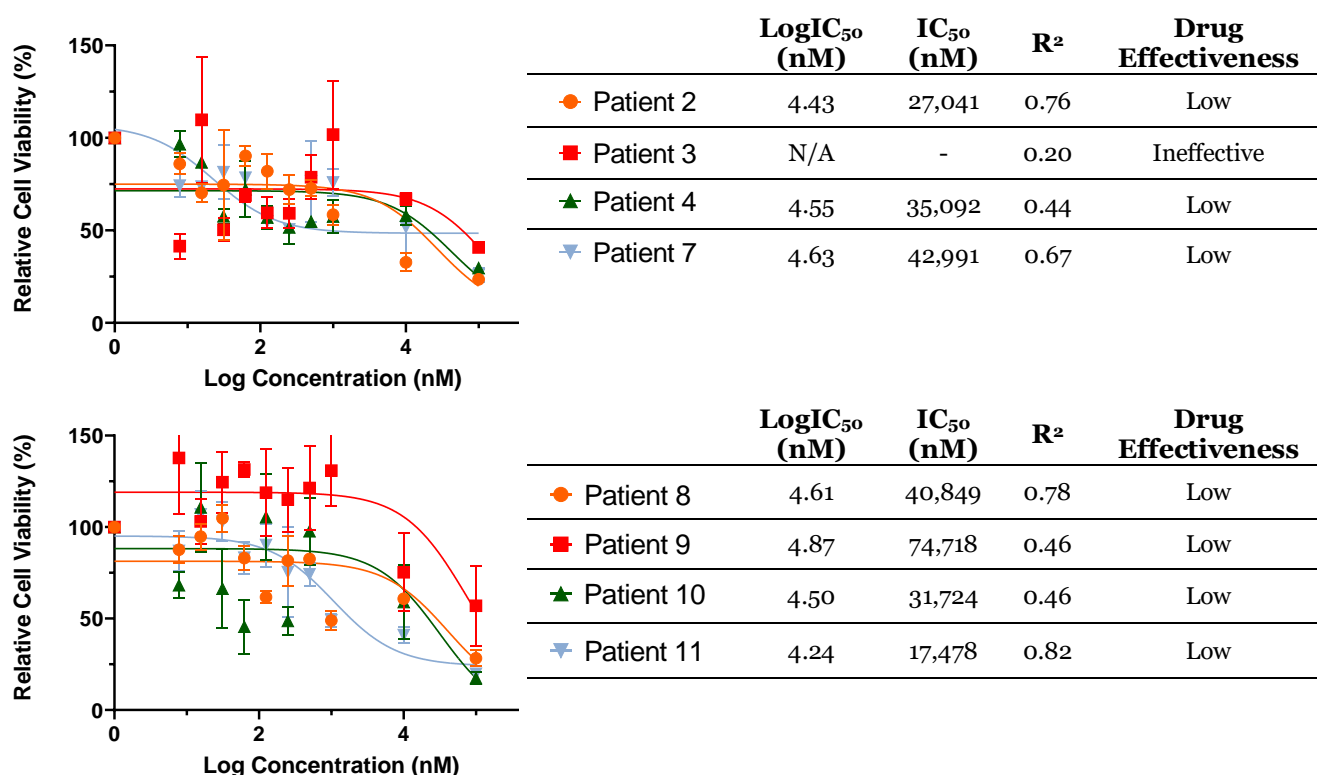 150
100
50
0
0
2
4
Relative Cell Viability (%)
Log Concentration (nM)
LogIC₅₀ (nM) IC₅₀ (nM) R² Drug Effectiveness
Patient 2 4.43 27,041 0.76 Low
Patient 3 N/A - 0.20 Ineffective
Patient 4 4.55 35,092 0.44 Low
Patient 7 4.63 42,991 0.67 Low
150
100
50
0
0
2
4
Relative Cell Viability (%)
Log Concentration (nM)
LogIC₅₀ (nM) IC₅₀ (nM) R² Drug Effectiveness
Patient 8 4.61 40,849 0.78 Low
Patient 9 4.87 74,718 0.46 Low
Patient 10 4.50 31,724 0.46 Low
Patient 11 4.24 17,478 0.82 Low